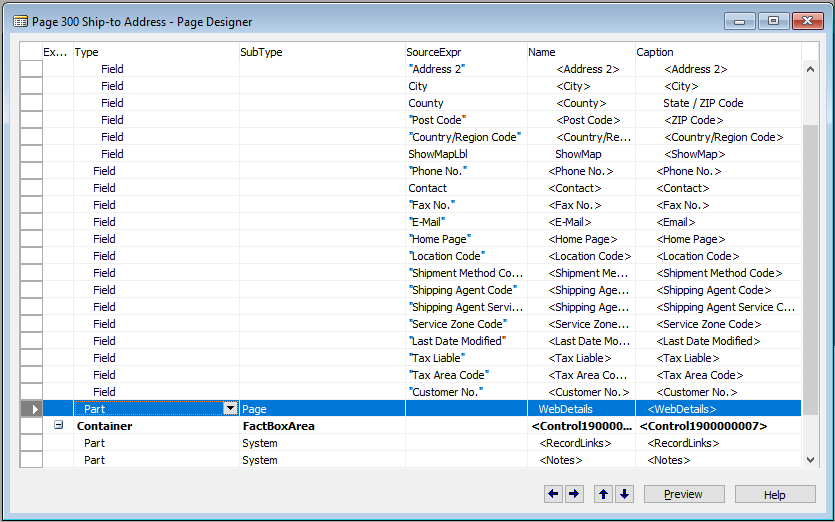 Page 300 Ship-to Address - Page Designer
Ex... Type SubType SourceExpr Name Caption
Field "Address 2" <Address 2> <Address 2>
Field City <City> <City>
Field County <County> State / ZIP Code
Field "Post Code" <Post Code> <ZIP Code>
Field "Country/Region Code" <Country/Re... <Country/Region Code>
Field ShowMapLbl ShowMap <ShowMap>
Field "Phone No." <Phone No.> <Phone No.>
Field Contact <Contact> <Contact>
Field "Fax No." <Fax No.> <Fax No.>
Field "E-Mail" <E-Mail> <Email>
Field "Home Page" <Home Page> <Home Page>
Field "Location Code" <Location Code> <Location Code>
Field "Shipment Method Co... <Shipment Me... <Shipment Method Code>
Field "Shipping Agent Code" <Shipping Age... <Shipping Agent Code>
Field "Shipping Agent Servi... <Shipping Age... <Shipping Agent Service C...
Field "Service Zone Code" <Service Zone... <Service Zone Code>
Field "Last Date Modified" <Last Date Mo... <Last Date Modified>
Field "Tax Liable" <Tax Liable> <Tax Liable>
Field "Tax Area Code" <Tax Area Co... <Tax Area Code>
Field "Customer No." <Customer No.> <Customer No.>
Part Page WebDetails <WebDetails>
Container FactBoxArea <Control190000... <Control1900000007>
Part System <RecordLinks> <RecordLinks>
Part System <Notes> <Notes>
Preview Help